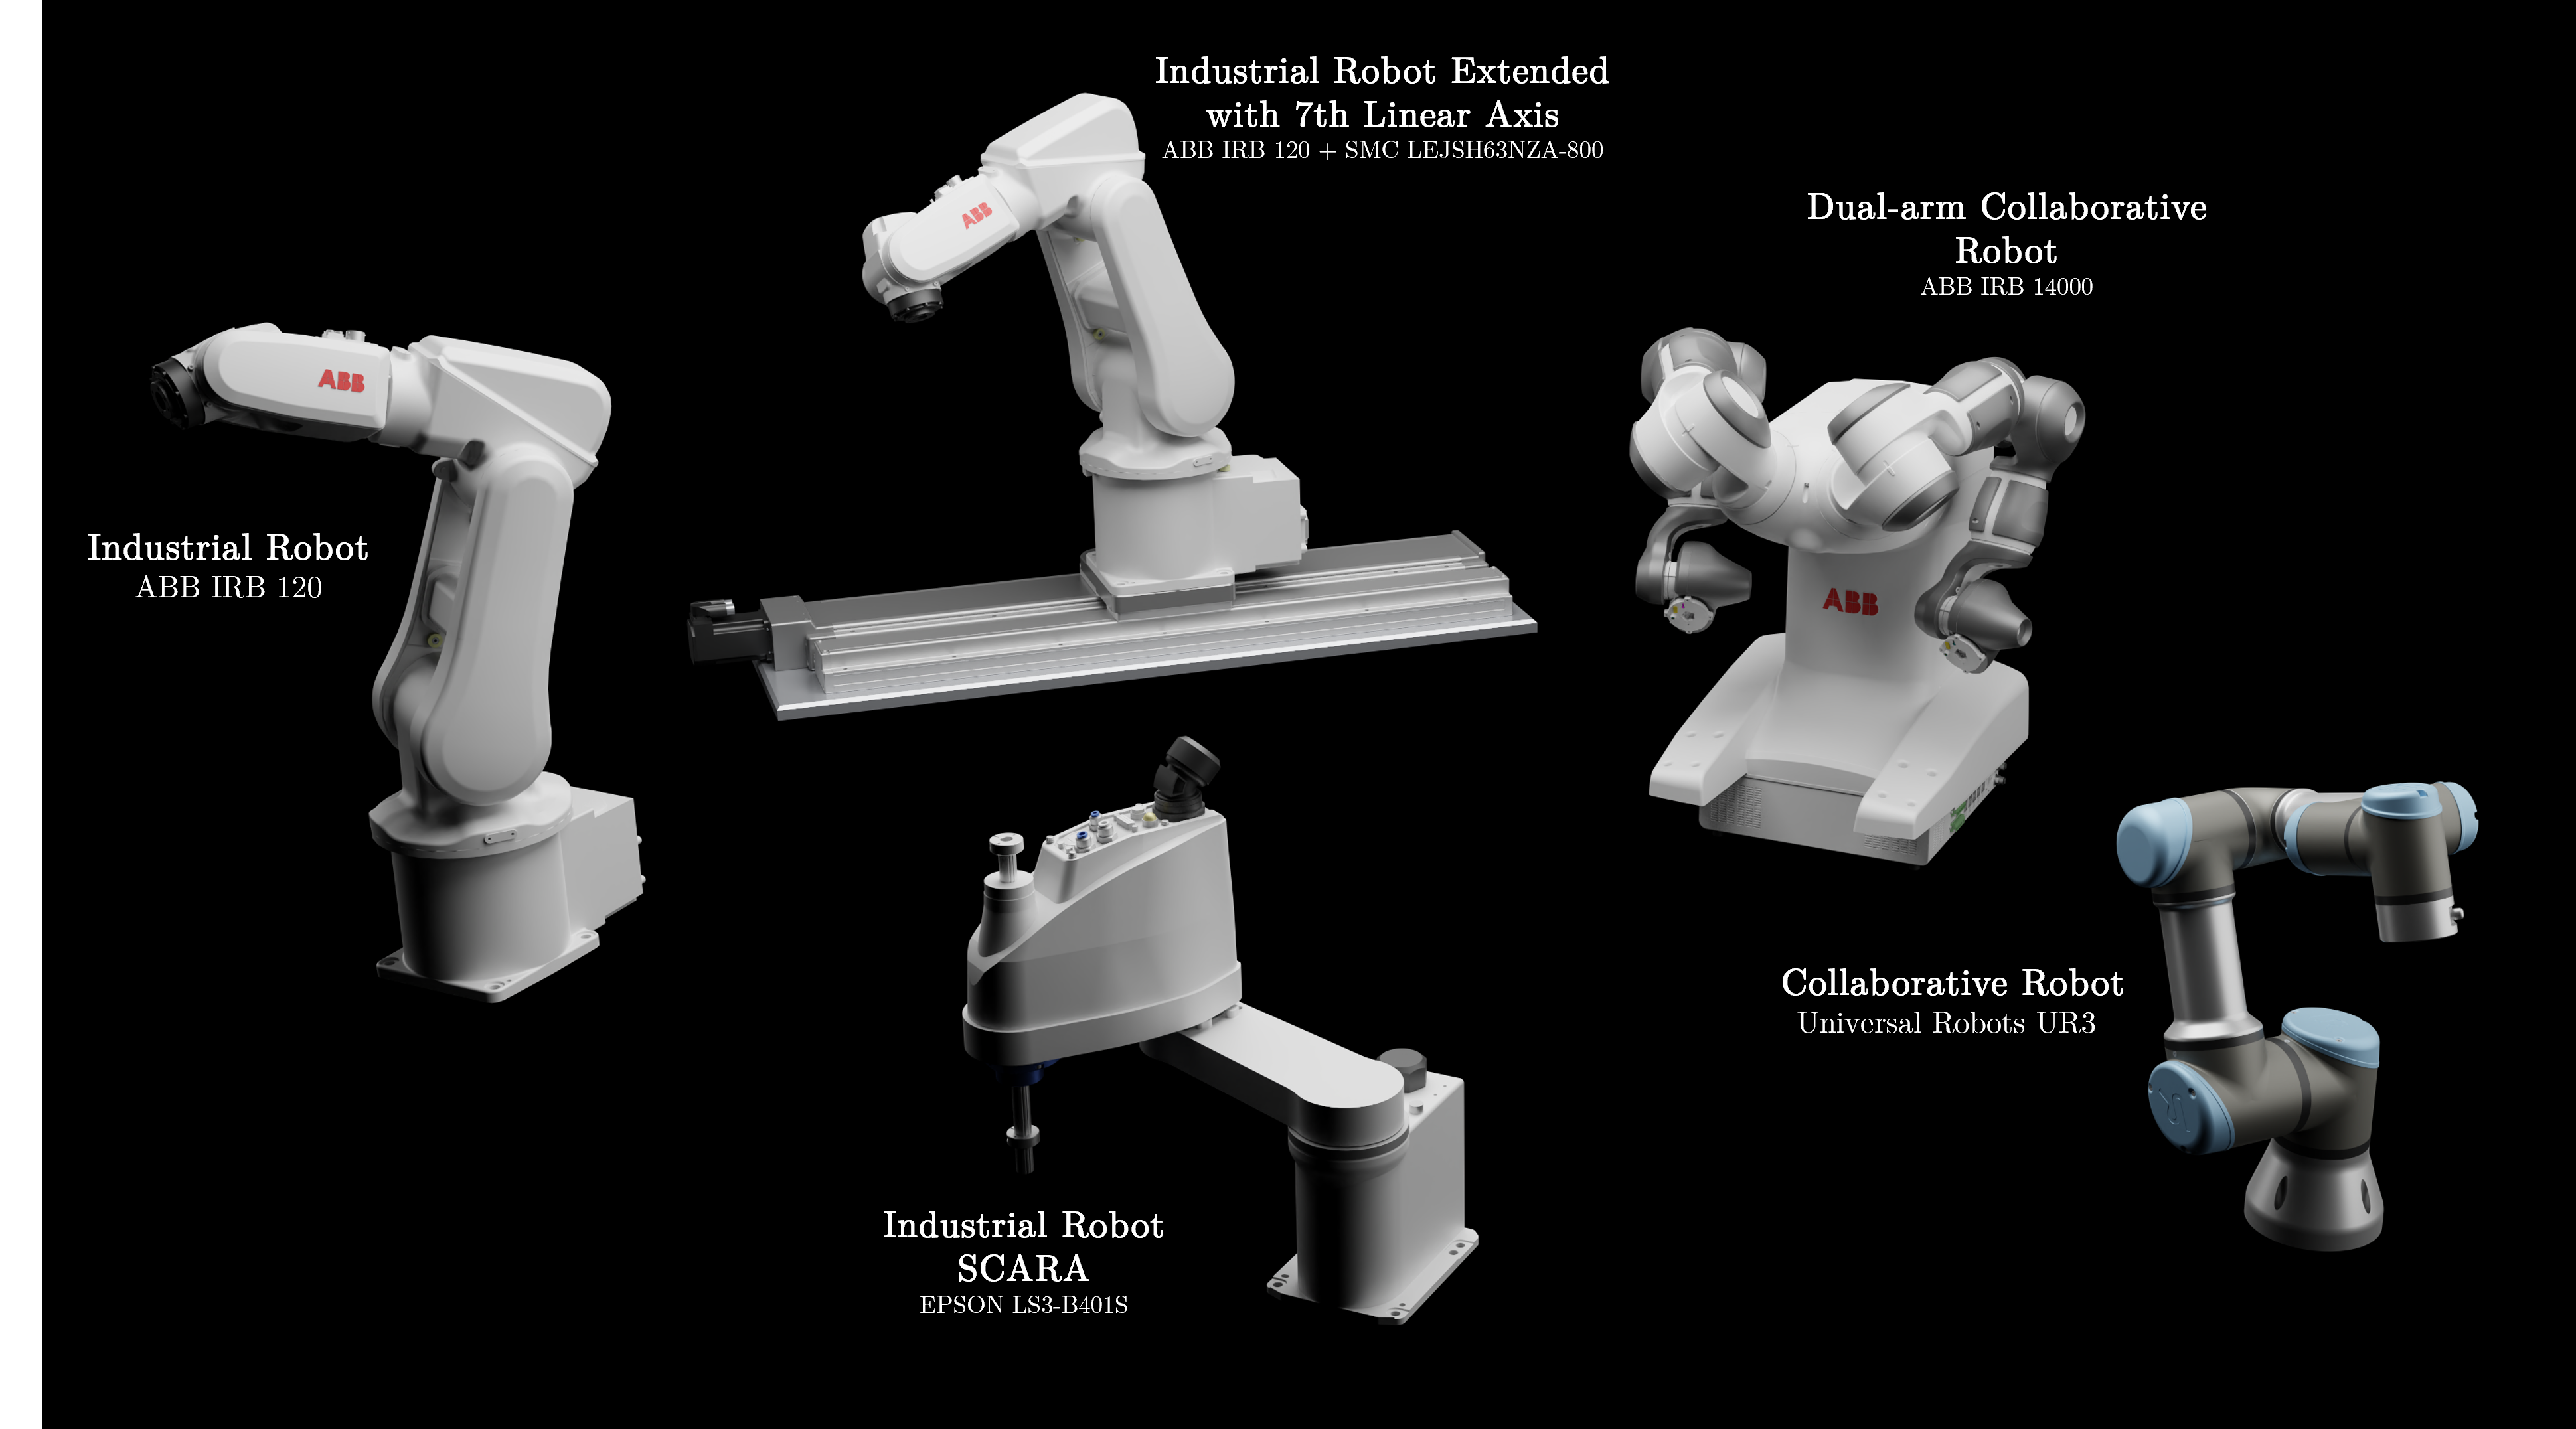 Industrial Robot Extended
with 7th Linear Axis
ABB IRB 120 + SMC LEJSH63NZA-800
ABB
Dual-arm Collaborative
Robot
ABB IRB 14000
ABB
Industrial Robot
ABB IRB 120
ABB
Collaborative Robot
Universal Robots UR3
Industrial Robot
SCARA
EPSON LS3-B401S